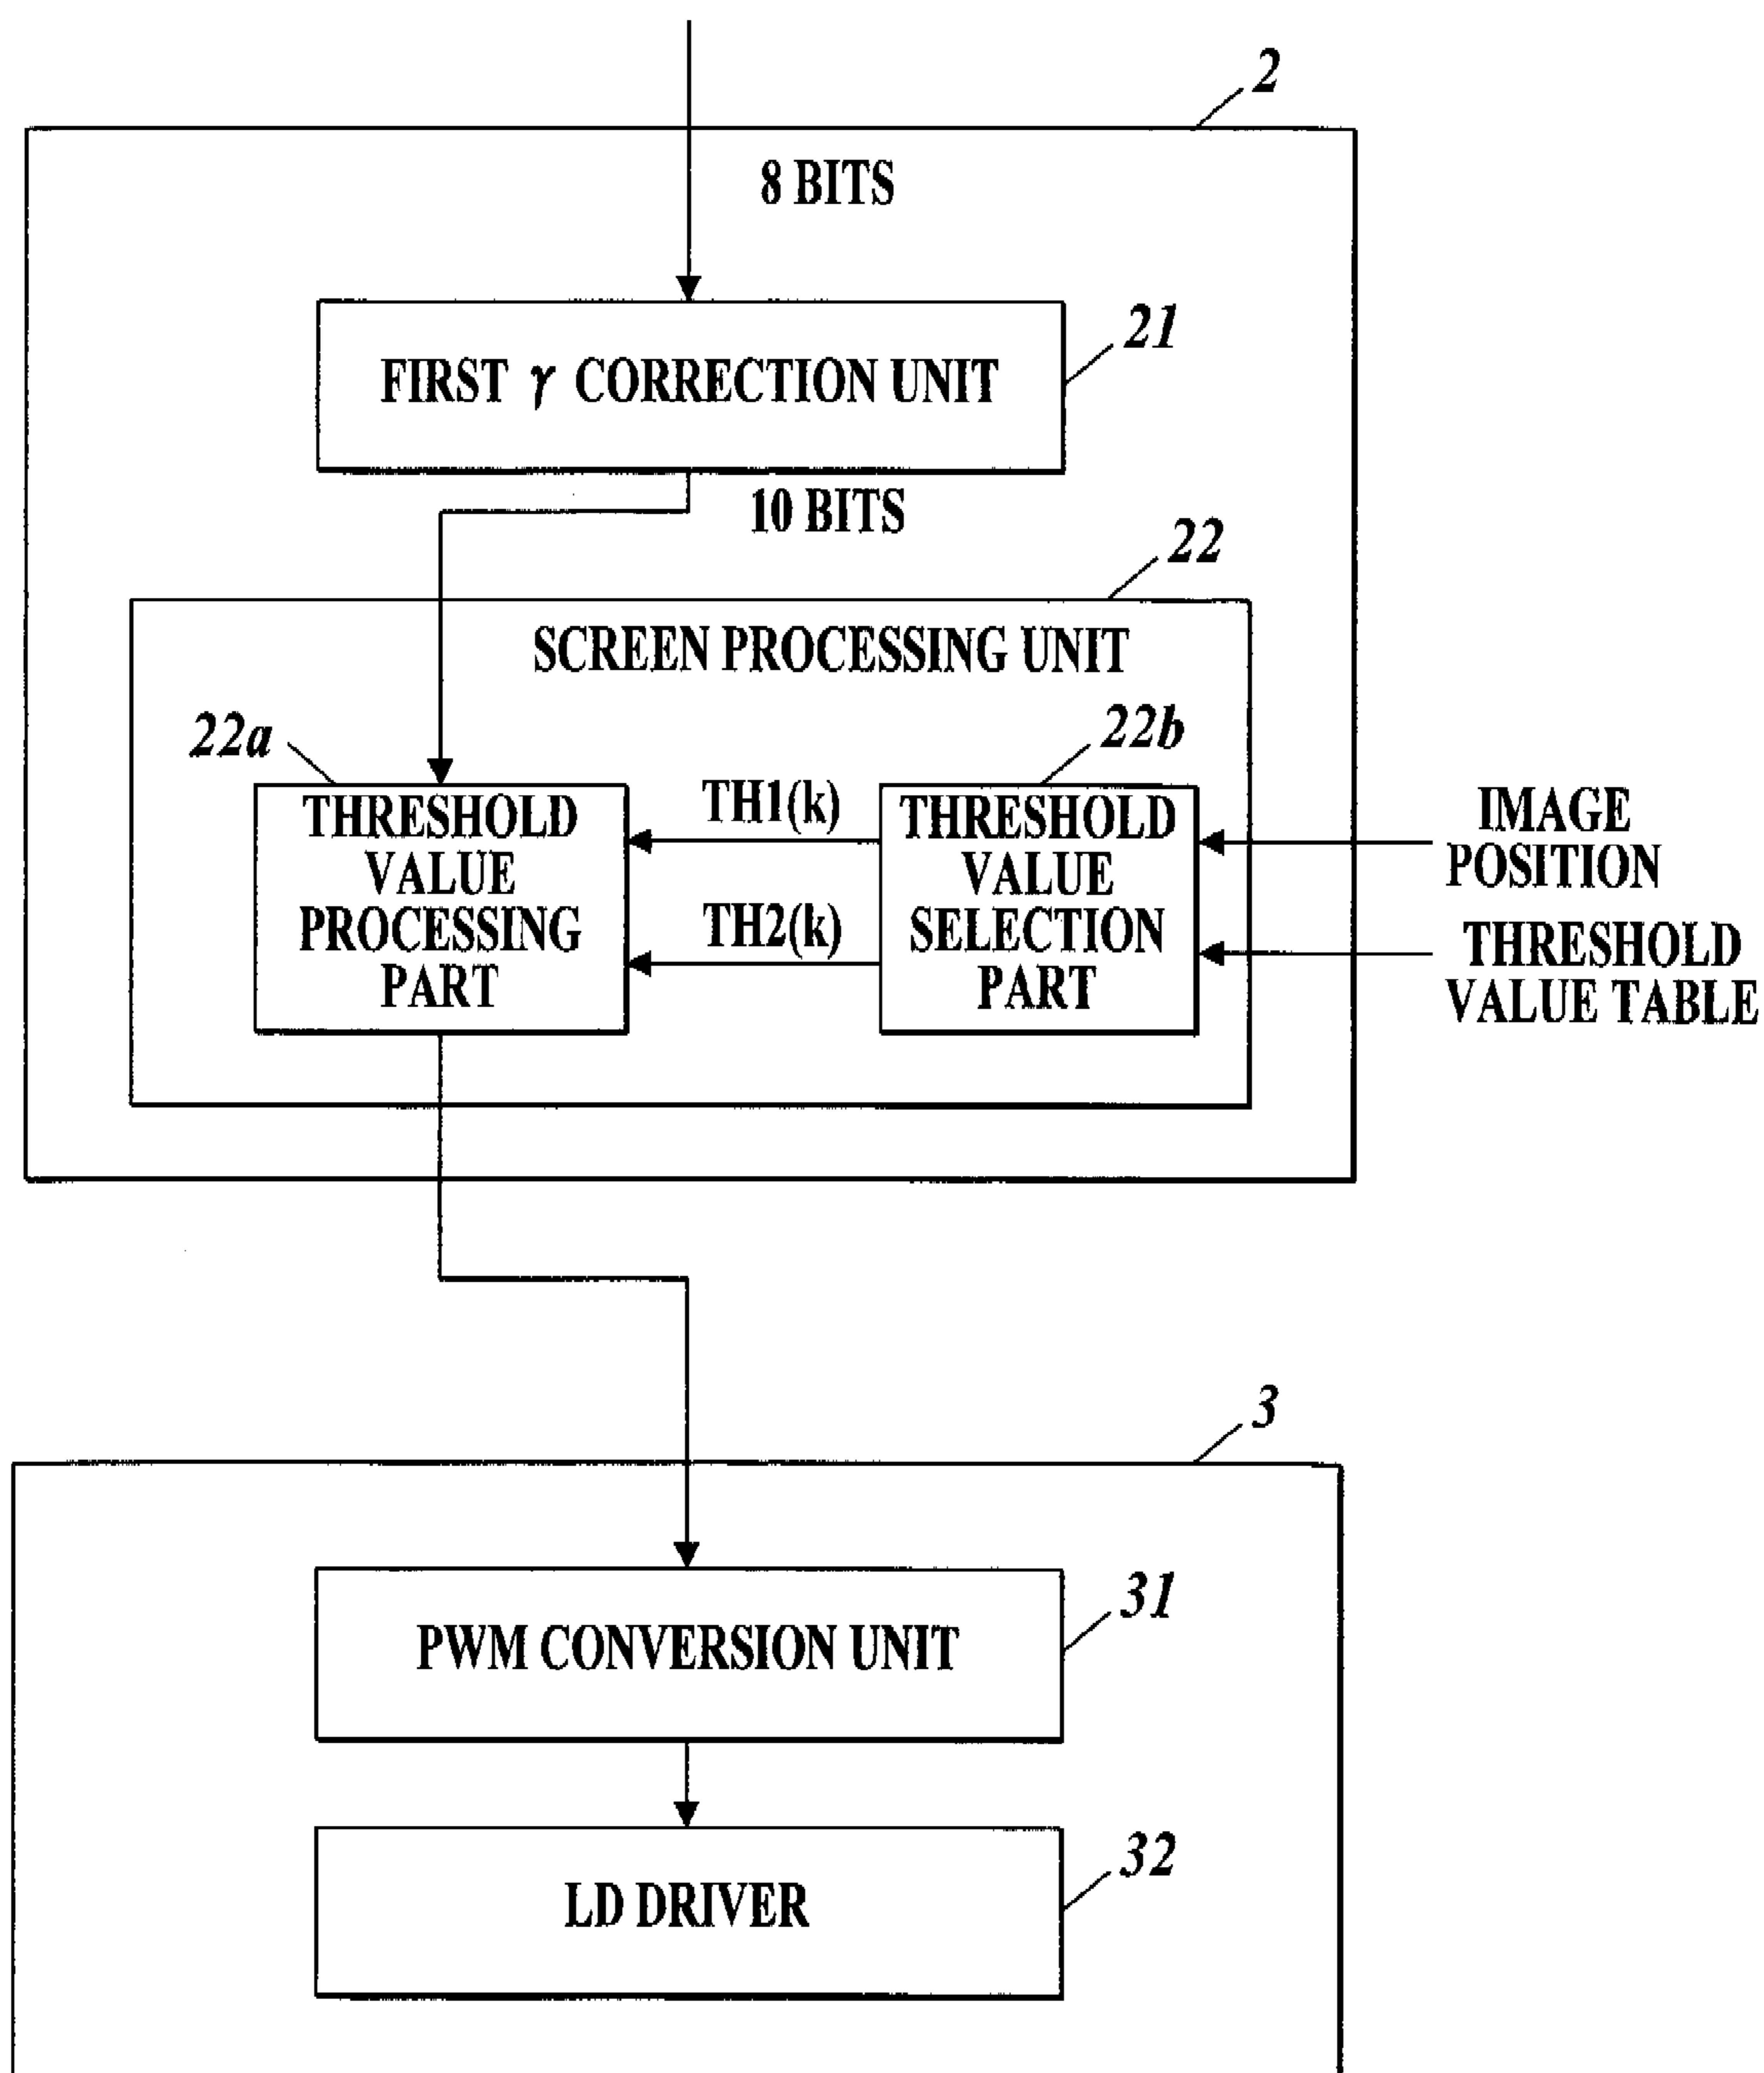 2
8 BITS
21
FIRST γ CORRECTION UNIT
10 BITS
22
SCREEN PROCESSING UNIT
22a
22b
THRESHOLD
VALUE
PROCESSING
PART
TH1(k)
TH2(k)
THRESHOLD
VALUE
SELECTION
PART
IMAGE
POSITION
THRESHOLD
VALUE TABLE
3
31
PWM CONVERSION UNIT
32
LD DRIVER